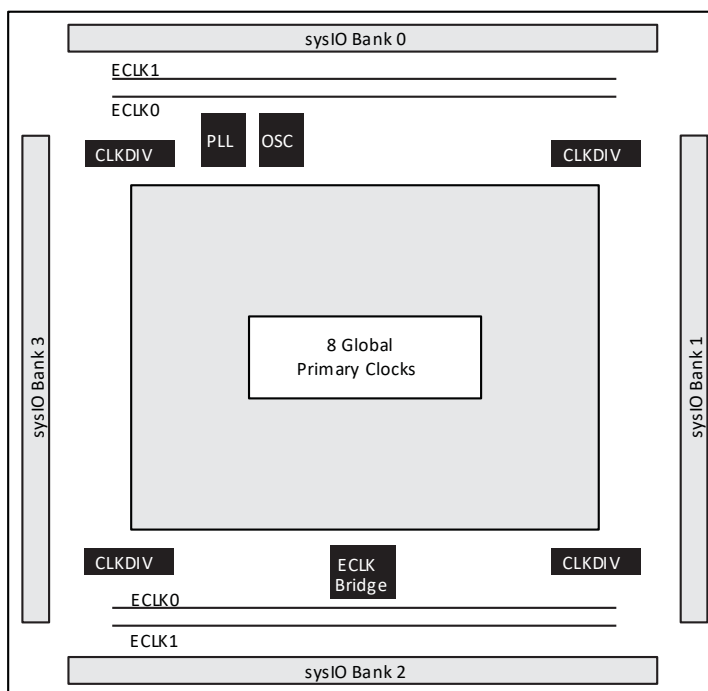 sysIO Bank 0
ECLK1
ECLK0
PLL
OSC
CLKDIV
CLKDIV
sysIO Bank 3
8 Global
Primary Clocks
sysIO Bank 1
CLKDIV
ECLK
Bridge
CLKDIV
ECLK0
ECLK1
sysIO Bank 2